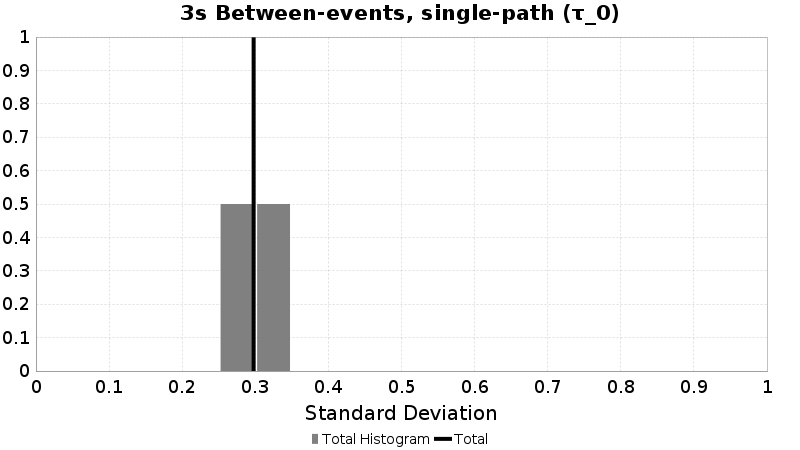 3s Between-events, single-path (τ_0)
1
0.9
0.8
0.7
0.6
0.5
0.4
0.3
0.2
0.1
0
0 0.1 0.2 0.3 0.4 0.5 0.6 0.7 0.8 0.9 1
Standard Deviation
Total Histogram Total